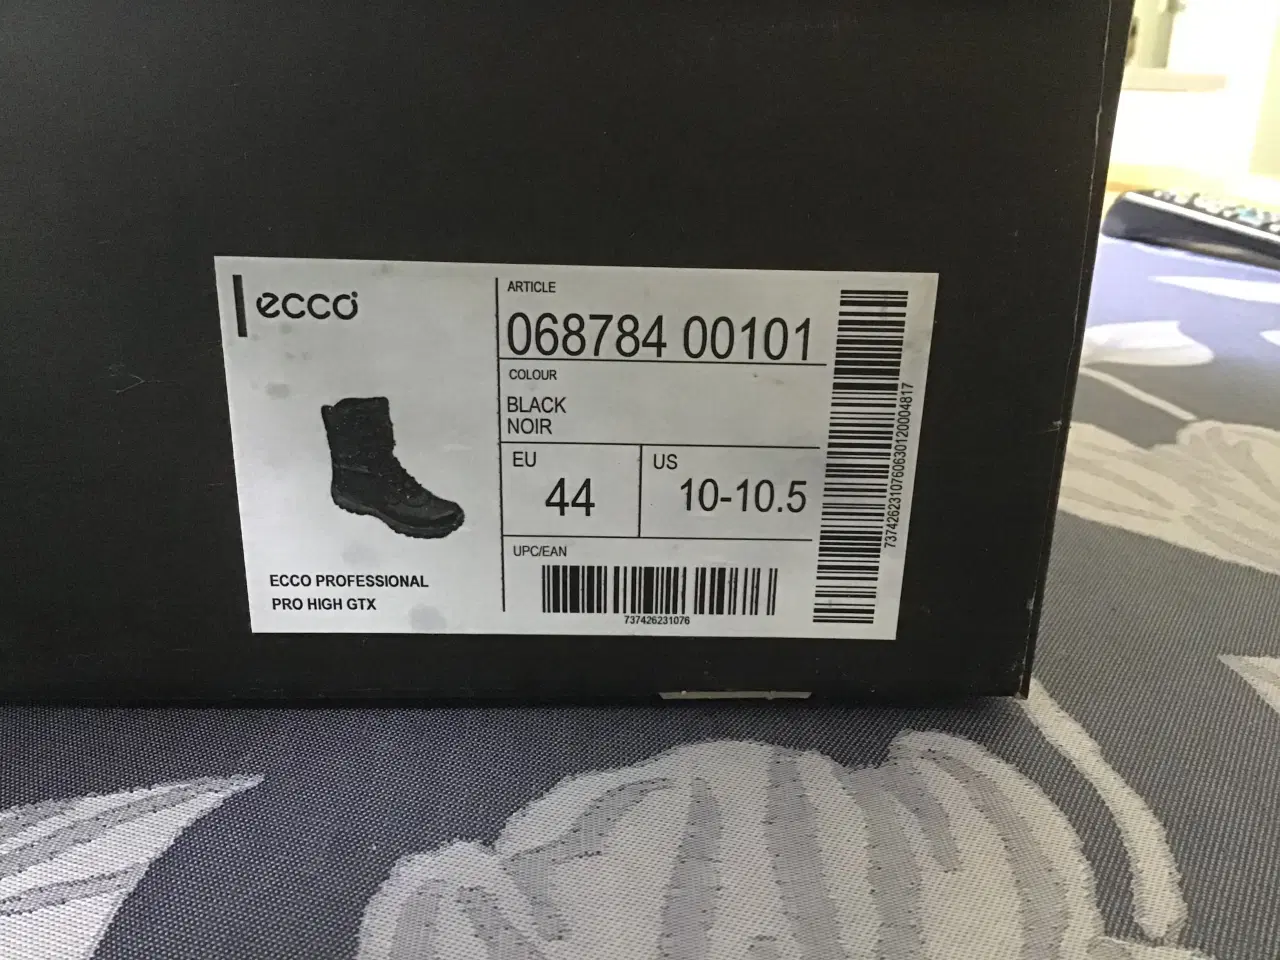 ecco
ECCO PROFESSIONAL
PRO HIGH GTX
ARTICLE
068784 00101
COLOUR
BLACK
NOIR
EU
44
US
10-10.5
UPC/EAN
737426231076
7374262310760630120004817